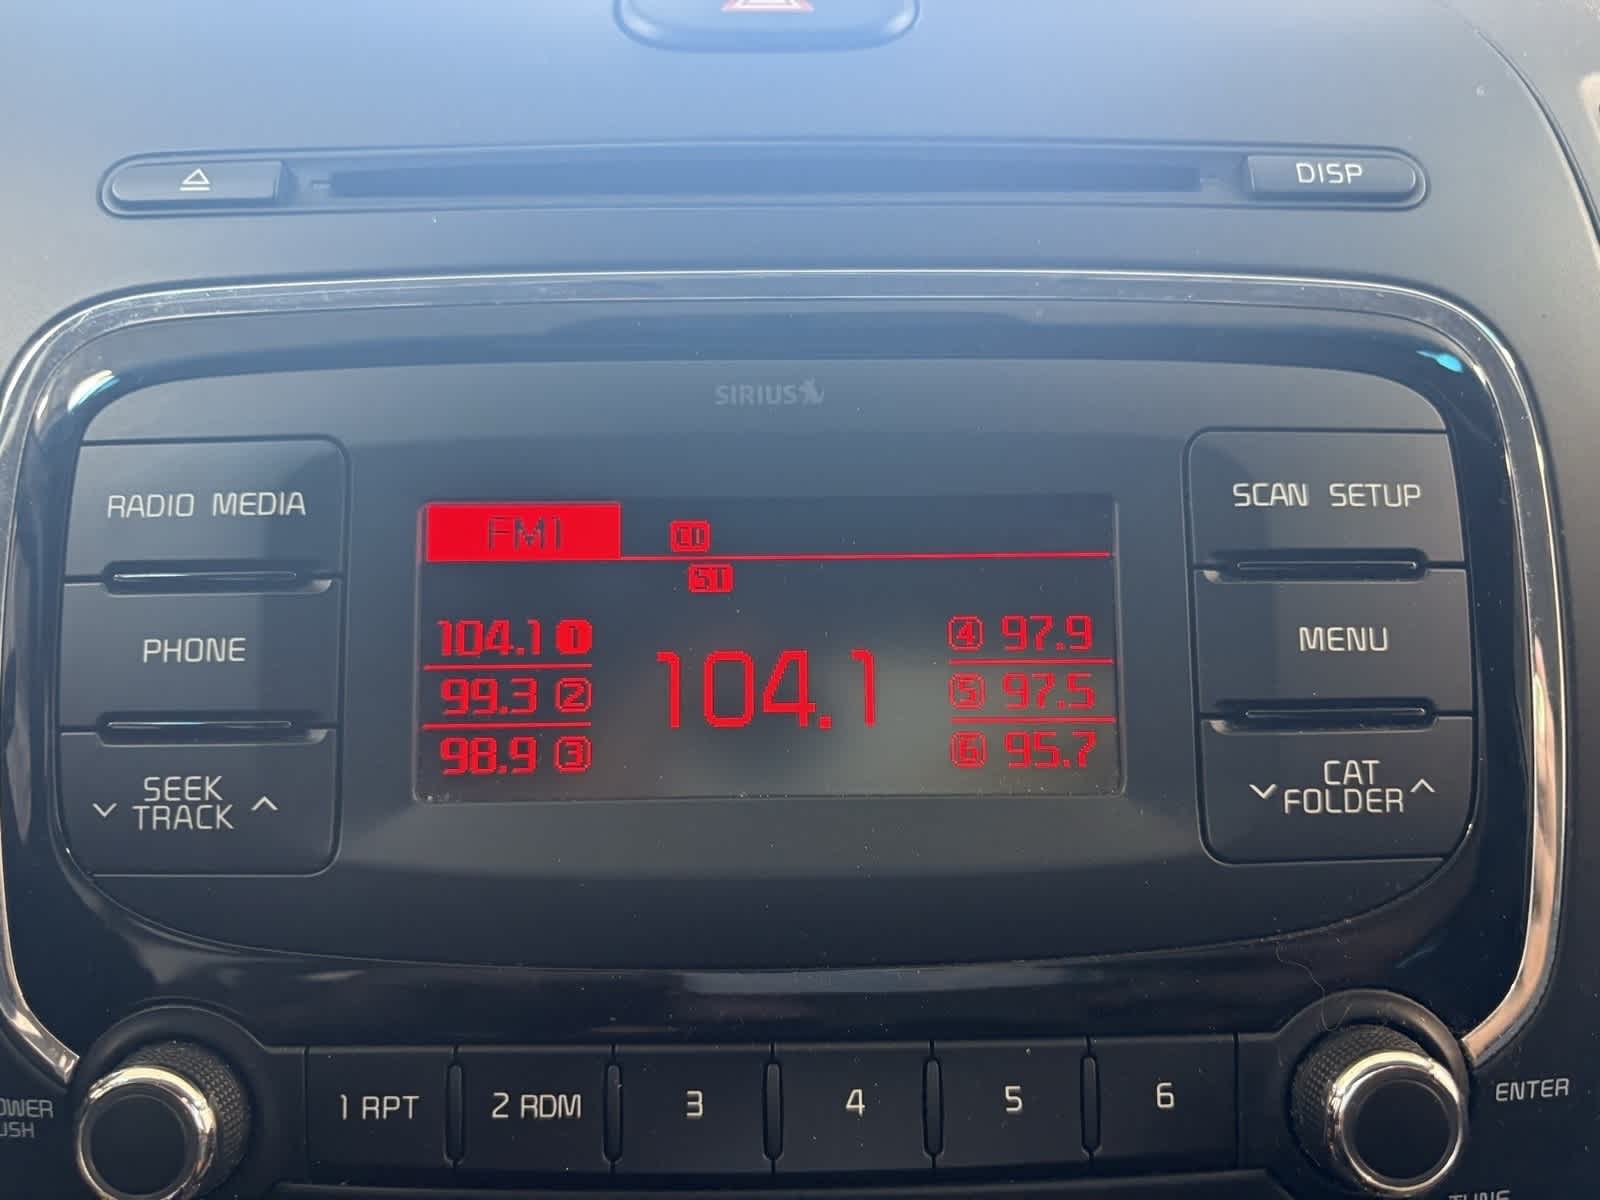 DISP
SIRIUS
RADIO MEDIA
SCAN SETUP
FM1
CD
ST
PHONE
MENU
104.1 1
99.3 2
98.9 3
104.1
4 97.9
5 97.5
6 95.7
SEEK
TRACK
CAT
FOLDER
1 RPT
2 RDM
3
4
5
6
ENTER
TUNE